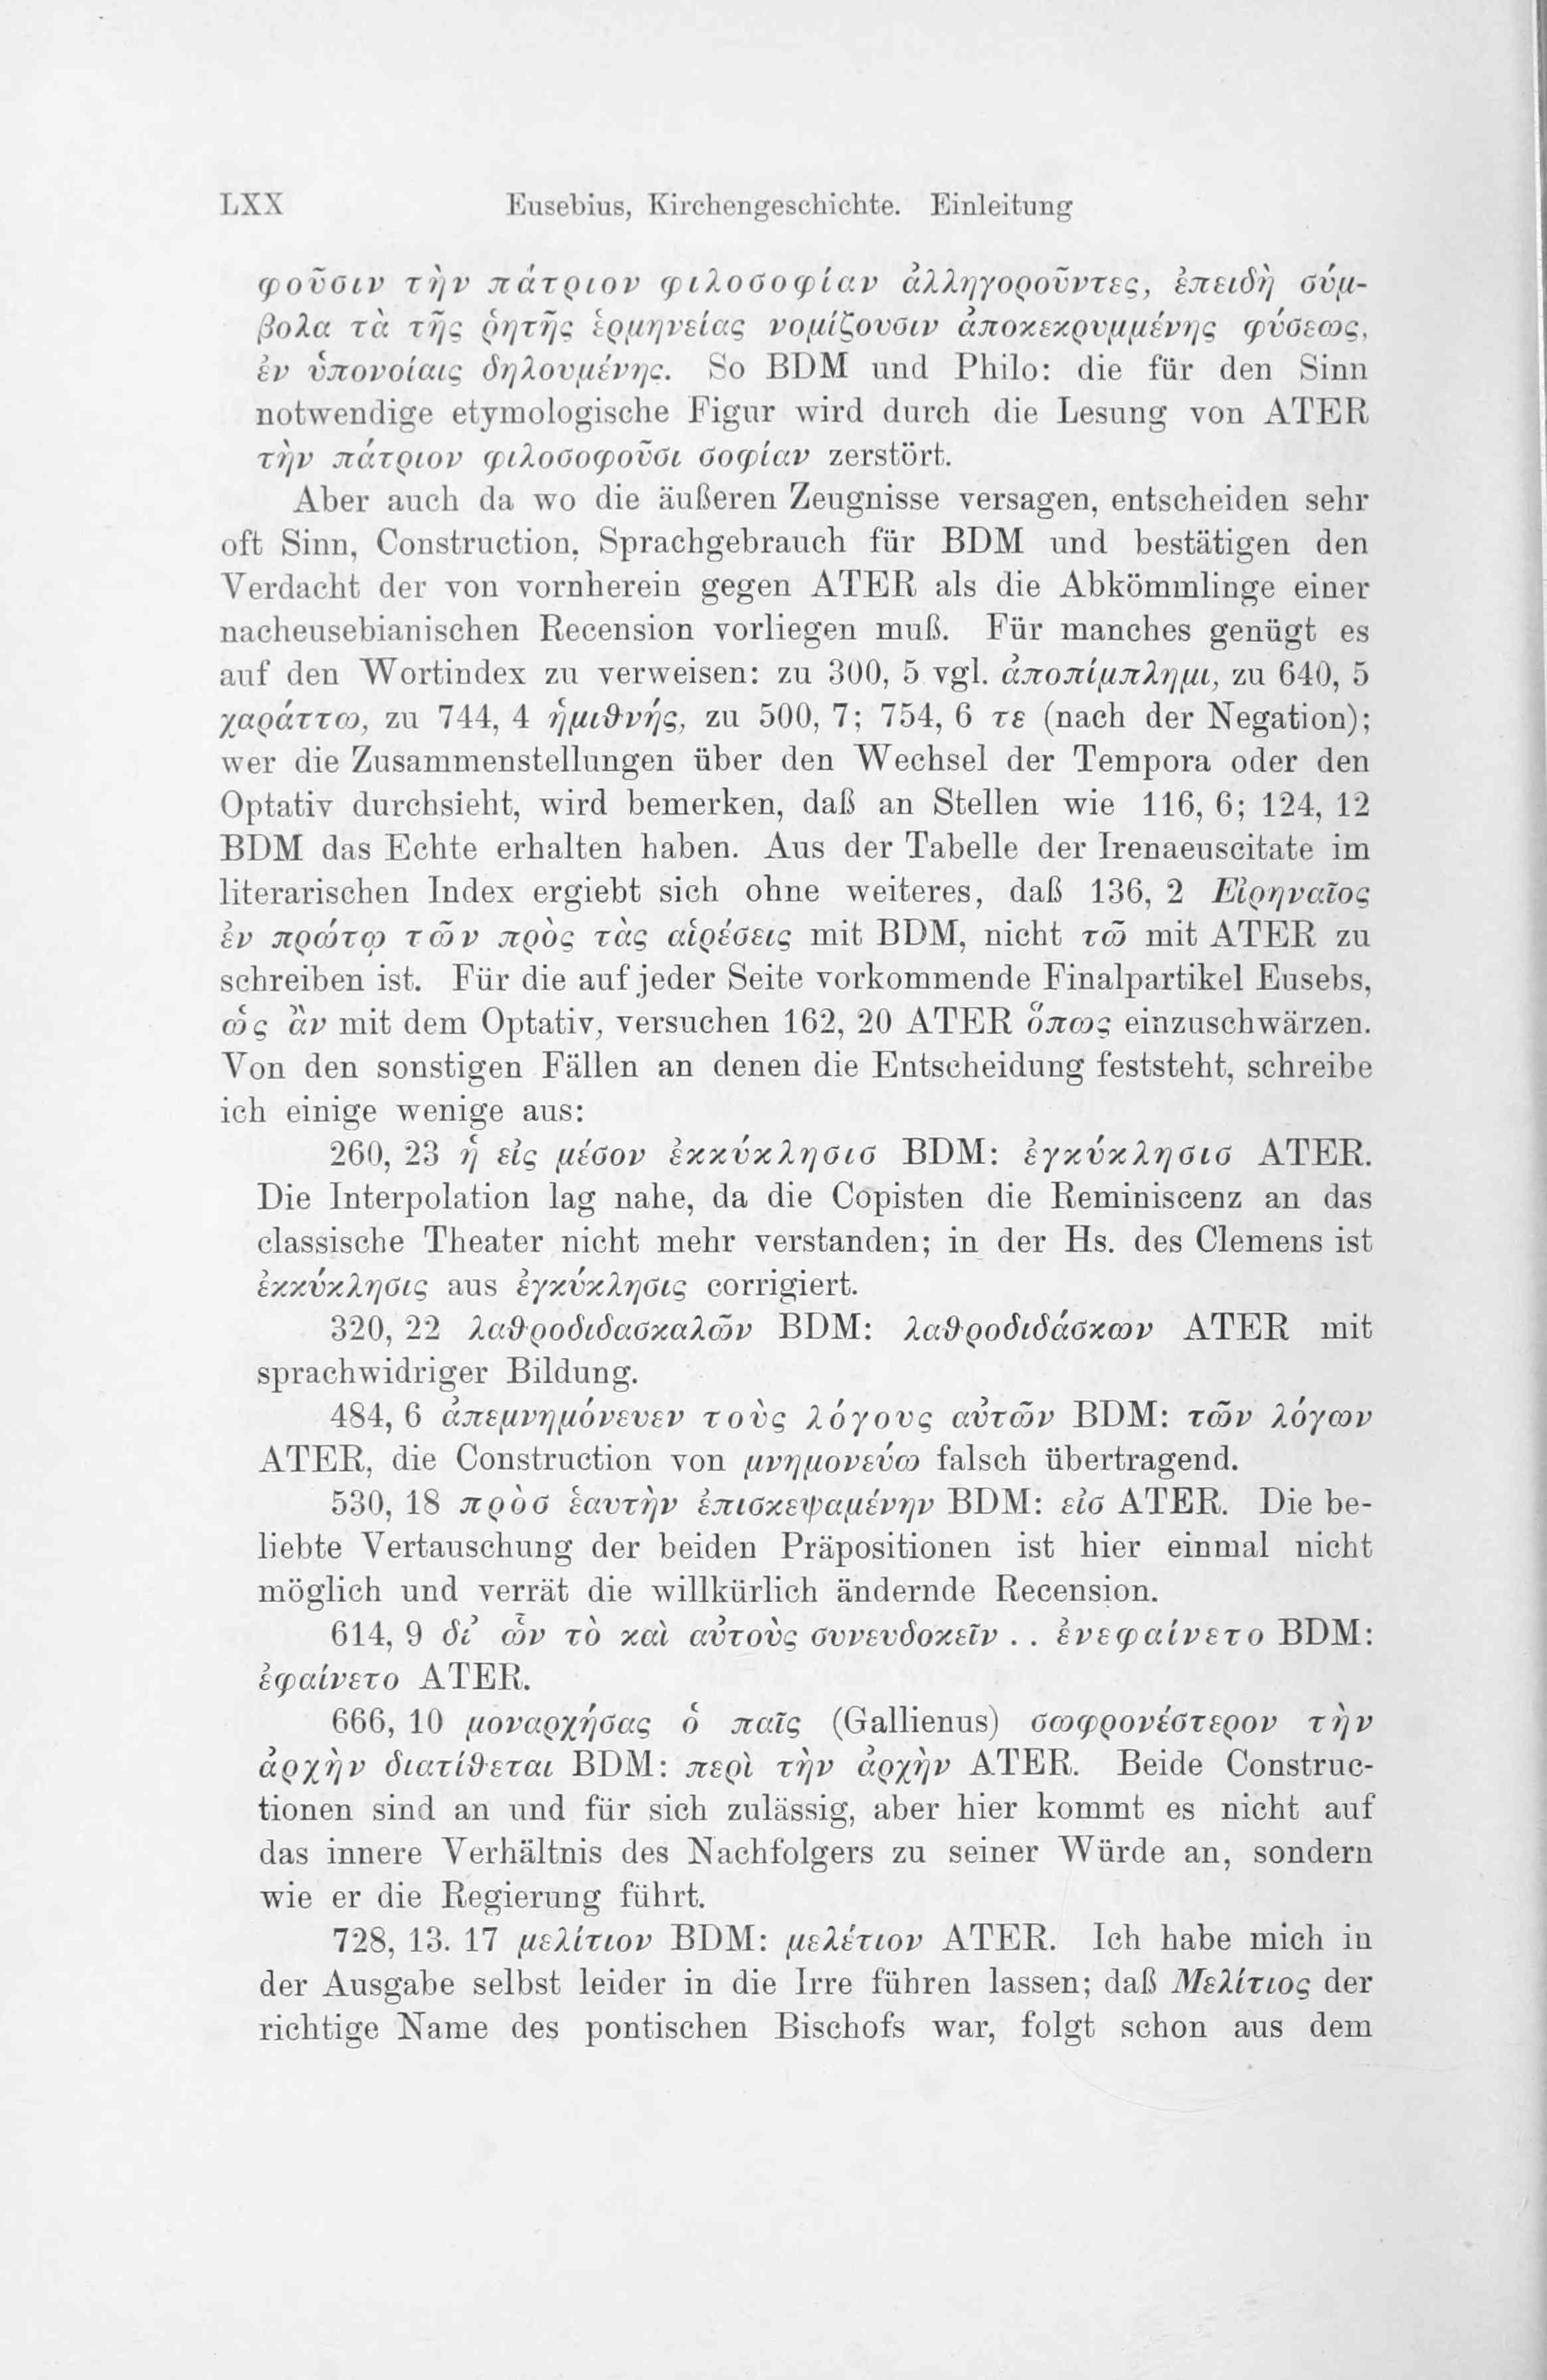 LXX Eusebius, Kirchengeschichte. Einleitung
φοῦσιν τὴν πάτριον φιλοσοφίαν ἀλληγοροῦντες, ἐπειδὴ σύμ-
βολα τὰ τῆς ῥητῆς ἑρμηνείας νομίζουσιν ἀποκεκρυμμένης φύσεως,
ἐν ὑπονοίαις δηλουμένης. So BDM und Philo: die für den Sinn
notwendige etymologische Figur wird durch die Lesung von ATER
τὴν πάτριον φιλοσοφοῦσι σοφίαν zerstört.
Aber auch da wo die äußeren Zeugnisse versagen, entscheiden sehr
oft Sinn, Construction, Sprachgebrauch für BDM und bestätigen den
Verdacht der von vornherein gegen ATER als die Abkömmlinge einer
nacheusebianischen Recension vorliegen muß. Für manches genügt es
auf den Wortindex zu verweisen: zu 300, 5 vgl. ἀποπίμπλημι, zu 640, 5
χαράττω, zu 744, 4 ἡμιθνής, zu 500, 7; 754, 6 τε (nach der Negation);
wer die Zusammenstellungen über den Wechsel der Tempora oder den
Optativ durchsieht, wird bemerken, daß an Stellen wie 116, 6; 124, 12
BDM das Echte erhalten haben. Aus der Tabelle der Irenaeuscitate im
literarischen Index ergiebt sich ohne weiteres, daß 136, 2 Εἰρηναῖος
ἐν πρώτῳ τῶν πρὸς τὰς αἱρέσεις mit BDM, nicht τῶ mit ATER zu
schreiben ist. Für die auf jeder Seite vorkommende Finalpartikel Eusebs,
ὡς ἂν mit dem Optativ, versuchen 162, 20 ATER ὅπως einzuschwärzen.
Von den sonstigen Fällen an denen die Entscheidung feststeht, schreibe
ich einige wenige aus:
260, 23 ἡ εἰς μέσον ἐκκύκλησισ BDM: ἐγκύκλησισ ATER.
Die Interpolation lag nahe, da die Copisten die Reminiscenz an das
classische Theater nicht mehr verstanden; in der Hs. des Clemens ist
ἐκκύκλησις aus ἐγκύκλησις corrigiert.
320, 22 λαθροδιδασκαλῶν BDM: λαθροδιδάσκων ATER mit
sprachwidriger Bildung.
484, 6 ἀπεμνημόνευεν τοὺς λόγους αὐτῶν BDM: τῶν λόγων
ATER, die Construction von μνημονεύω falsch übertragend.
530, 18 πρὸσ ἑαυτὴν ἐπισκεψαμένην BDM: εἰσ ATER. Die be-
liebte Vertauschung der beiden Präpositionen ist hier einmal nicht
möglich und verrät die willkürlich ändernde Recension.
614, 9 δι᾽ ὧν τὸ καὶ αὐτοὺς συνευδοκεῖν . . ἐνεφαίνετο BDM:
ἐφαίνετο ATER.
666, 10 μοναρχήσας ὁ παῖς (Gallienus) σωφρονέστερον τὴν
ἀρχὴν διατίθεται BDM: περὶ τὴν ἀρχὴν ATER. Beide Construc-
tionen sind an und für sich zulässig, aber hier kommt es nicht auf
das innere Verhältnis des Nachfolgers zu seiner Würde an, sondern
wie er die Regierung führt.
728, 13. 17 μελίτιον BDM: μελέτιον ATER. Ich habe mich in
der Ausgabe selbst leider in die Irre führen lassen; daß Μελίτιος der
richtige Name des pontischen Bischofs war, folgt schon aus dem